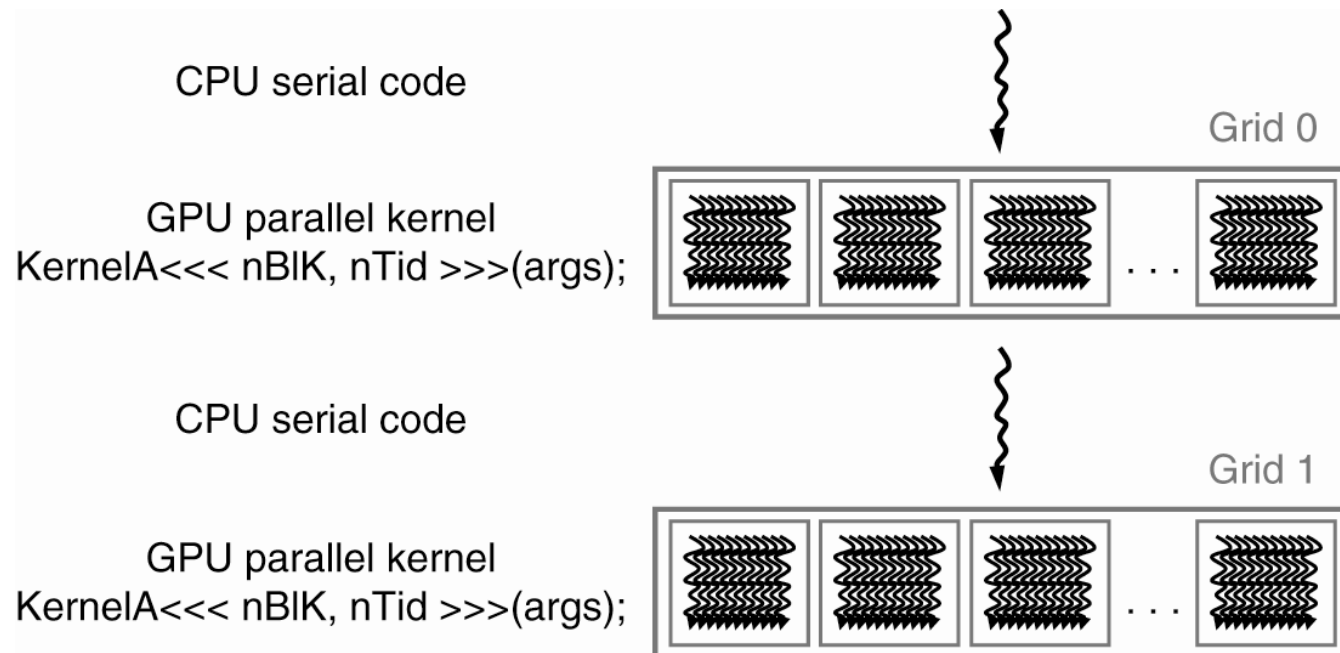 CPU serial code
Grid 0
GPU parallel kernel
KernelA<<< nBlK, nTid >>>(args);
. . .
CPU serial code
Grid 1
GPU parallel kernel
KernelA<<< nBlK, nTid >>>(args);
. . .